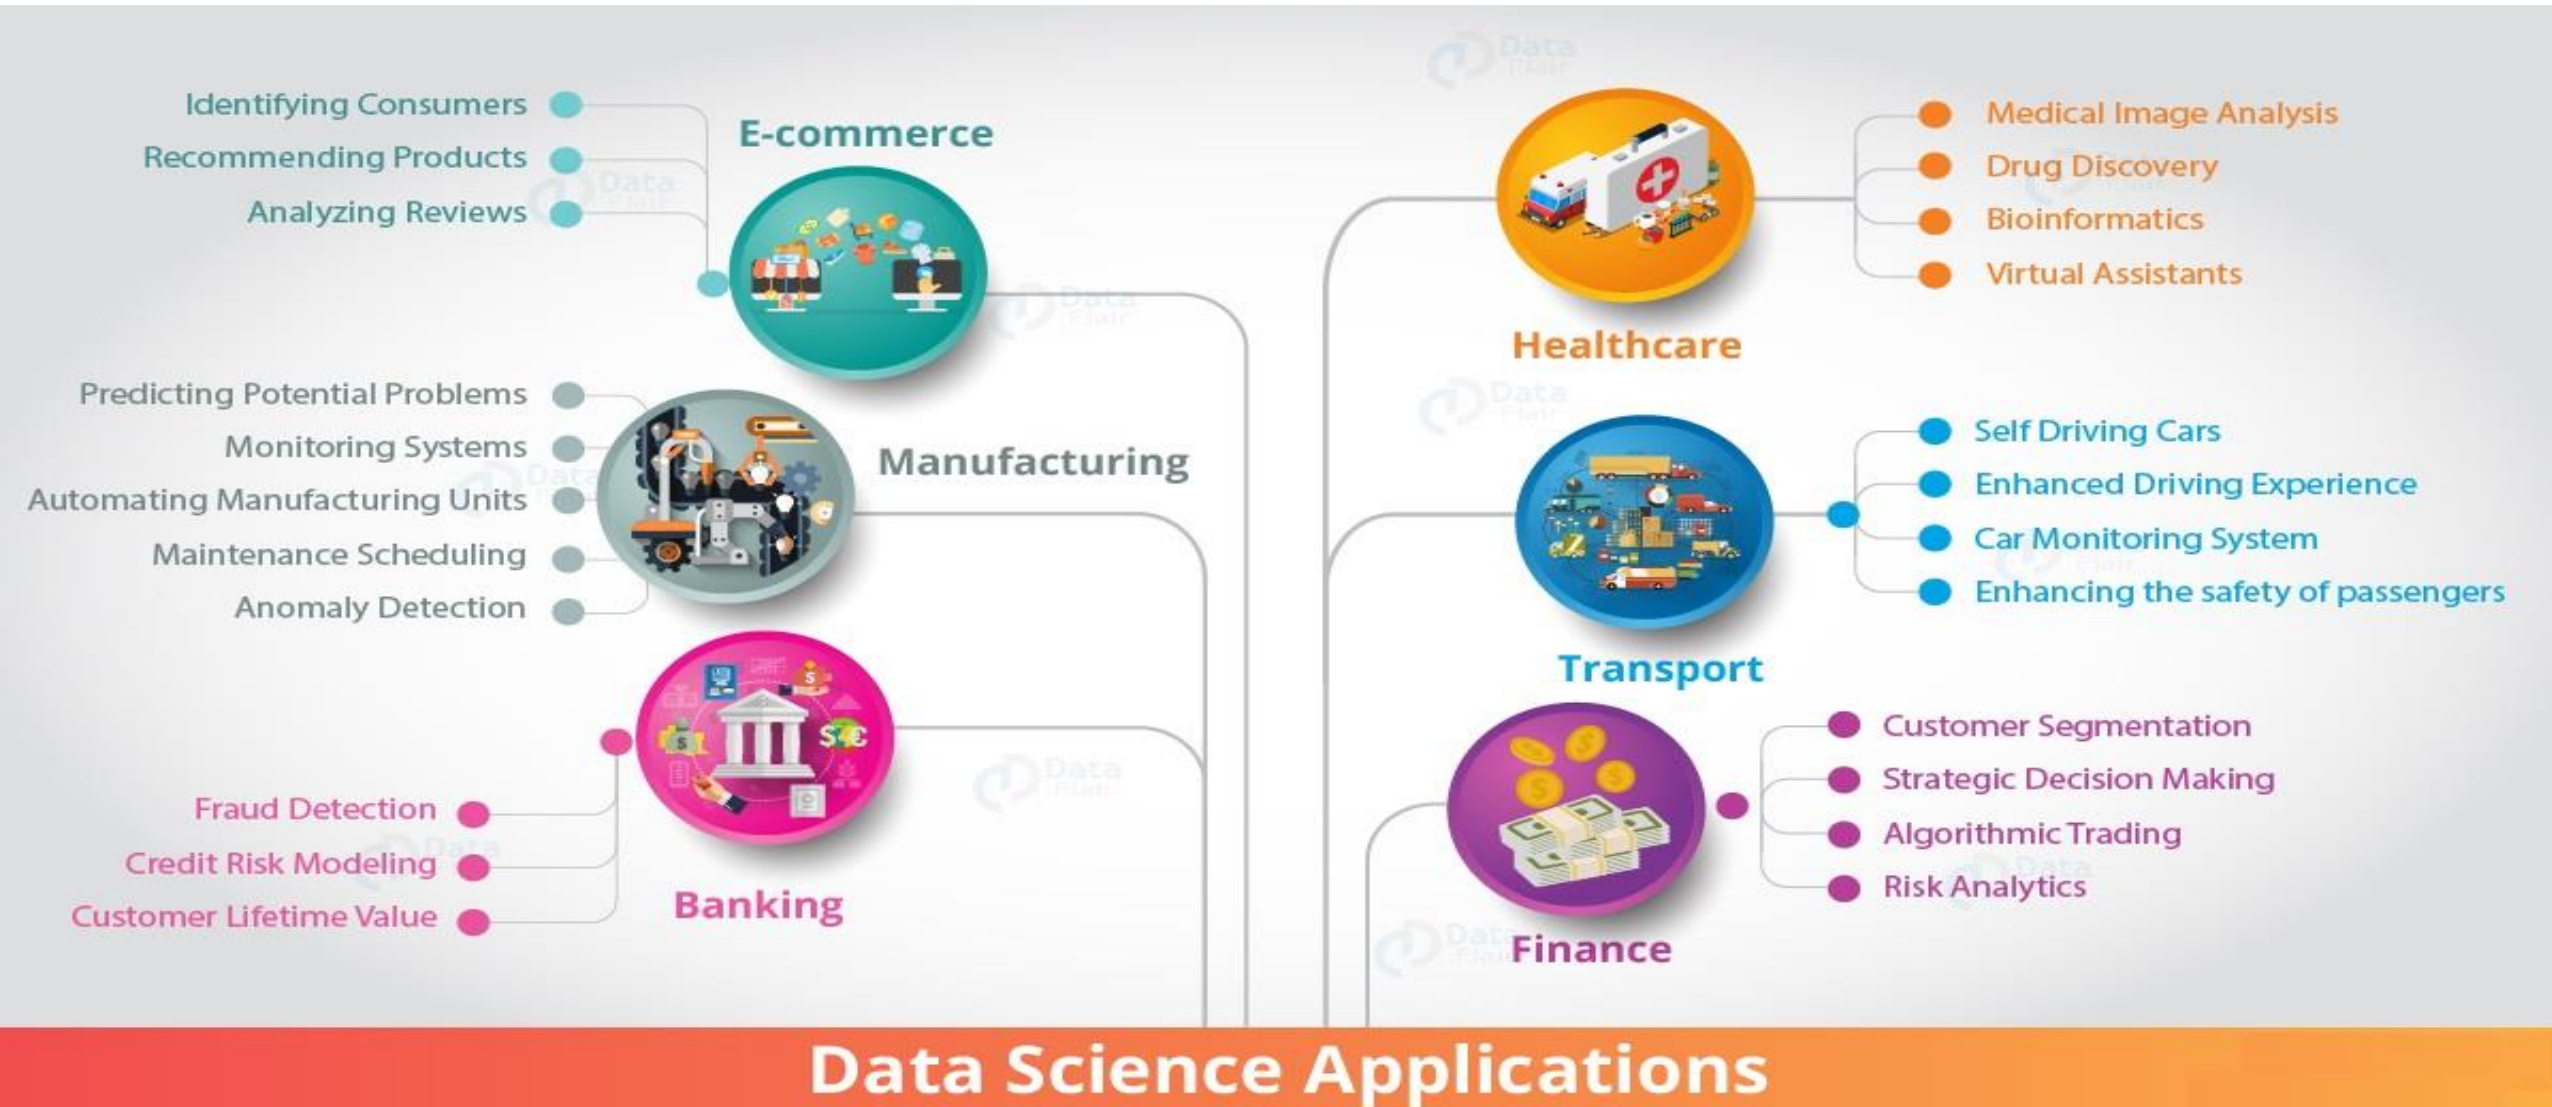 Identifying Consumers
Recommending Products
Analyzing Reviews
E-commerce
Predicting Potential Problems
Monitoring Systems
Automating Manufacturing Units
Maintenance Scheduling
Anomaly Detection
Manufacturing
Fraud Detection
Credit Risk Modeling
Customer Lifetime Value
Banking
Healthcare
Medical Image Analysis
Drug Discovery
Bioinformatics
Virtual Assistants
Transport
Self Driving Cars
Enhanced Driving Experience
Car Monitoring System
Enhancing the safety of passengers
Finance
Customer Segmentation
Strategic Decision Making
Algorithmic Trading
Risk Analytics
Data Science Applications
Data
Flair